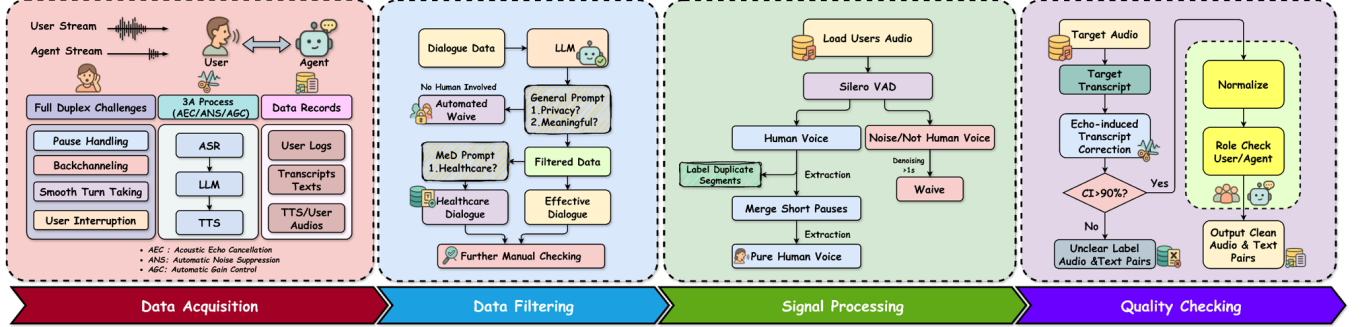 User Stream
Agent Stream
User
Agent
Full Duplex Challenges
Pause Handling
Backchanneling
Smooth Turn Taking
User Interruption
3A Process
(AEC/ANS/AGC)
ASR
LLM
TTS
Data Records
User Logs
Transcripts
Texts
TTS/User
Audios
• AEC : Acoustic Echo Cancellation
• ANS: Automatic Noise Suppression
• AGC: Automatic Gain Control
Data Acquisition
Dialogue Data
LLM
No Human Involved
Automated
Waive
General Prompt
1.Privacy?
2.Meaningful?
MeD Prompt
1.Healthcare?
Filtered Data
Healthcare
Dialogue
Effective
Dialogue
Further Manual Checking
Data Filtering
Load Users Audio
Silero VAD
Human Voice
Noise/Not Human Voice
Label Duplicate
Segments
Extraction
Denoising
>1s
Waive
Merge Short Pauses
Extraction
Pure Human Voice
Signal Processing
Target Audio
Target
Transcript
Echo-induced
Transcript
Correction
CI>90%?
Yes
No
Unclear Label
Audio &Text Pairs
Normalize
Role Check
User/Agent
Output Clean
Audio & Text
Pairs
Quality Checking